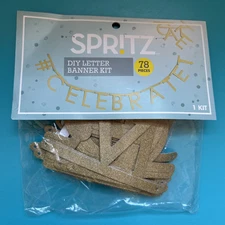 SPRITZ
DIY LETTER
BANNER KIT
78
PIECES
#CELEBRATE!
1 KIT